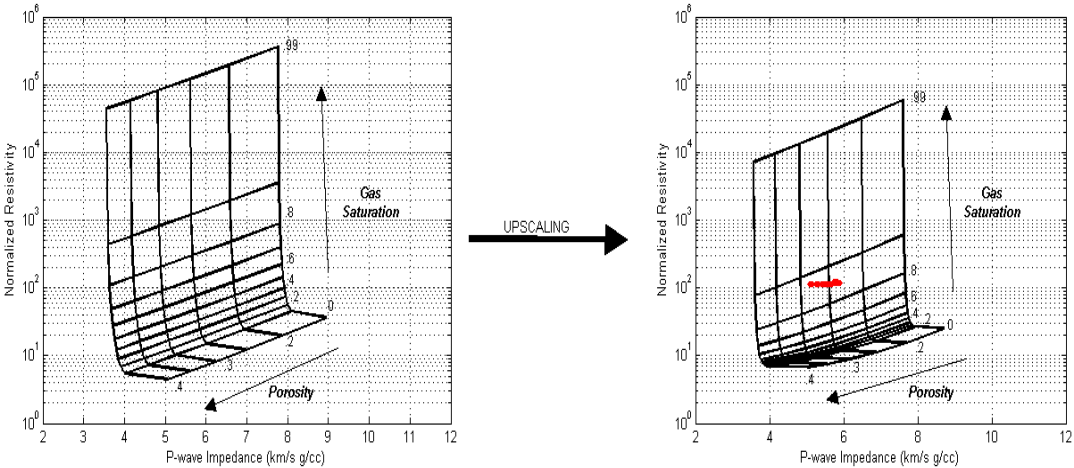 10^6
10^5
10^4
10^3
10^2
10^1
10^0
Normalized Resistivity
.99
.8
.6
.4
.2
0
.2
.3
.4
Gas
Saturation
Porosity
2 3 4 5 6 7 8 9 10 11 12
P-wave Impedance (km/s g/cc)
UPSCALING
10^6
10^5
10^4
10^3
10^2
10^1
10^0
Normalized Resistivity
.99
.8
.6
.4
.2
0
.2
.3
.4
Gas
Saturation
Porosity
2 4 6 8 10 12
P-wave Impedance (km/s g/cc)